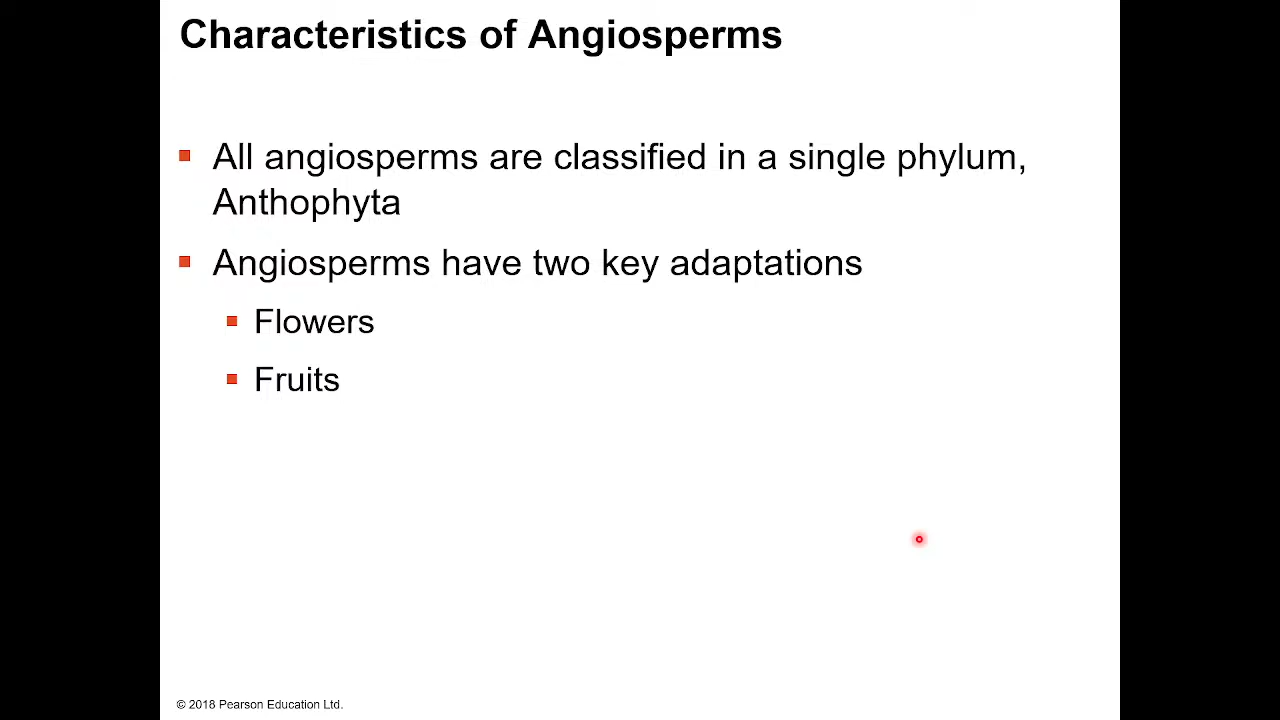 Characteristics of Angiosperms
All angiosperms are classified in a single phylum,
Anthophyta
Angiosperms have two key adaptations
Flowers
Fruits
© 2018 Pearson Education Ltd.